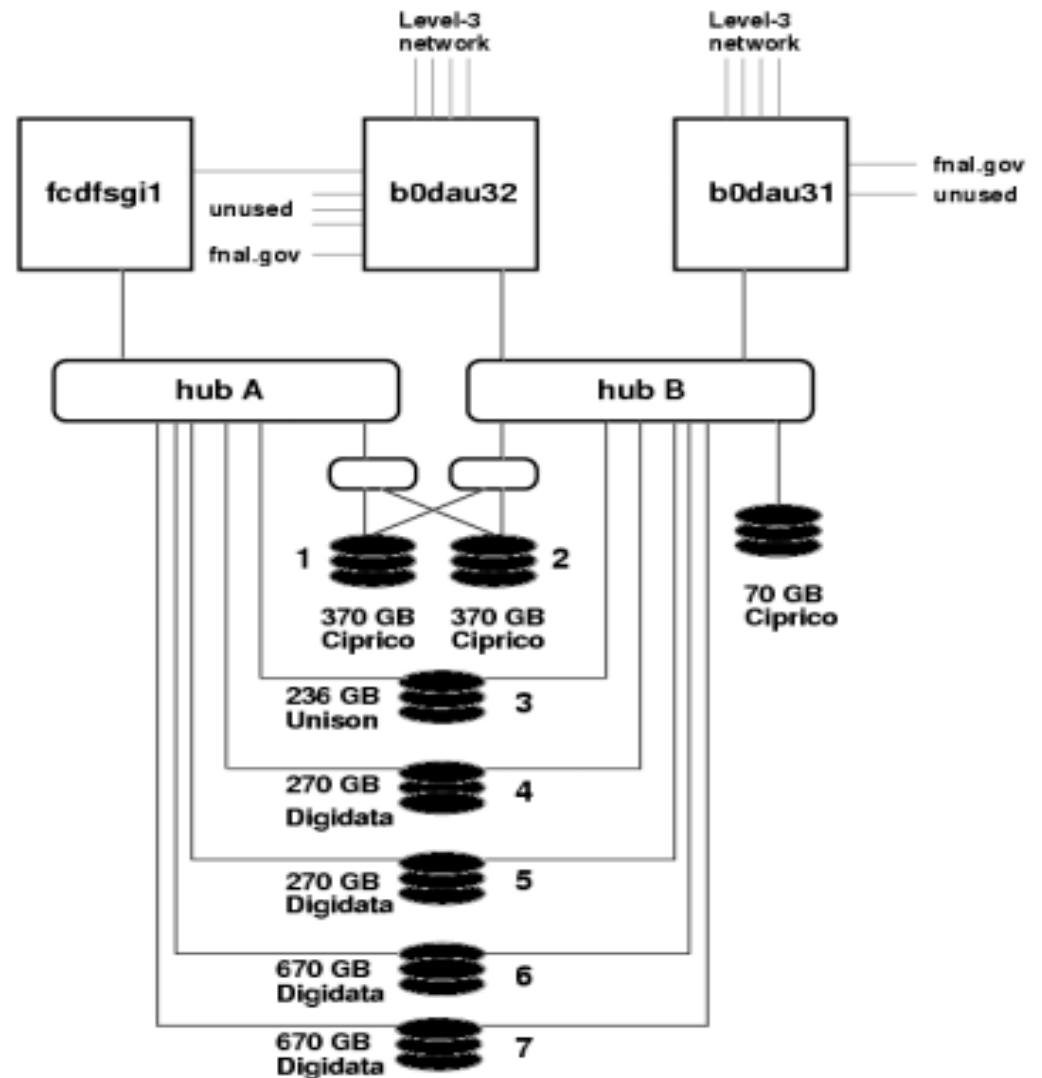 Level-3
network
Level-3
network
fcdfsgi1
b0dau32
b0dau31
fnal.gov
unused
unused
fnal.gov
hub A
hub B
1
2
370 GB
Ciprico
370 GB
Ciprico
70 GB
Ciprico
236 GB
Unison
3
270 GB
Digidata
4
270 GB
Digidata
5
670 GB
Digidata
6
670 GB
Digidata
7